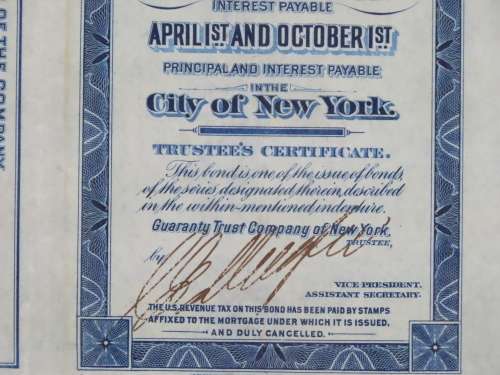 INTEREST PAYABLE
APRIL 1ST AND OCTOBER 1ST
PRINCIPAL AND INTEREST PAYABLE
IN THE
City of New York.
TRUSTEE'S CERTIFICATE.
This bond is one of the issue of bonds,
of the series designated therein, described
in the within-mentioned indenture.
Guaranty Trust Company of New York,
TRUSTEE,
by
VICE PRESIDENT.
ASSISTANT SECRETARY.
THE U.S. REVENUE TAX ON THIS BOND HAS BEEN PAID BY STAMPS
AFFIXED TO THE MORTGAGE UNDER WHICH IT IS ISSUED,
AND DULY CANCELLED.
OF THE COMPANY